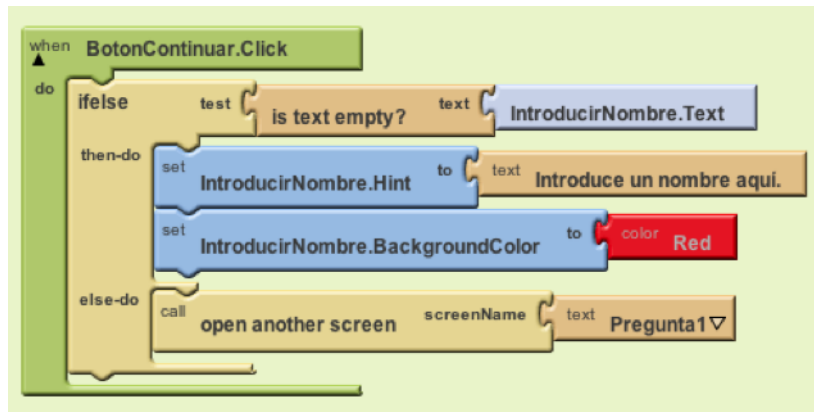 when BotonContinuar.Click
do ifelse test is text empty? text IntroducirNombre.Text
then-do set IntroducirNombre.Hint to text Introduce un nombre aquí.
set IntroducirNombre.BackgroundColor to color Red
else-do call open another screen screenName text Pregunta1